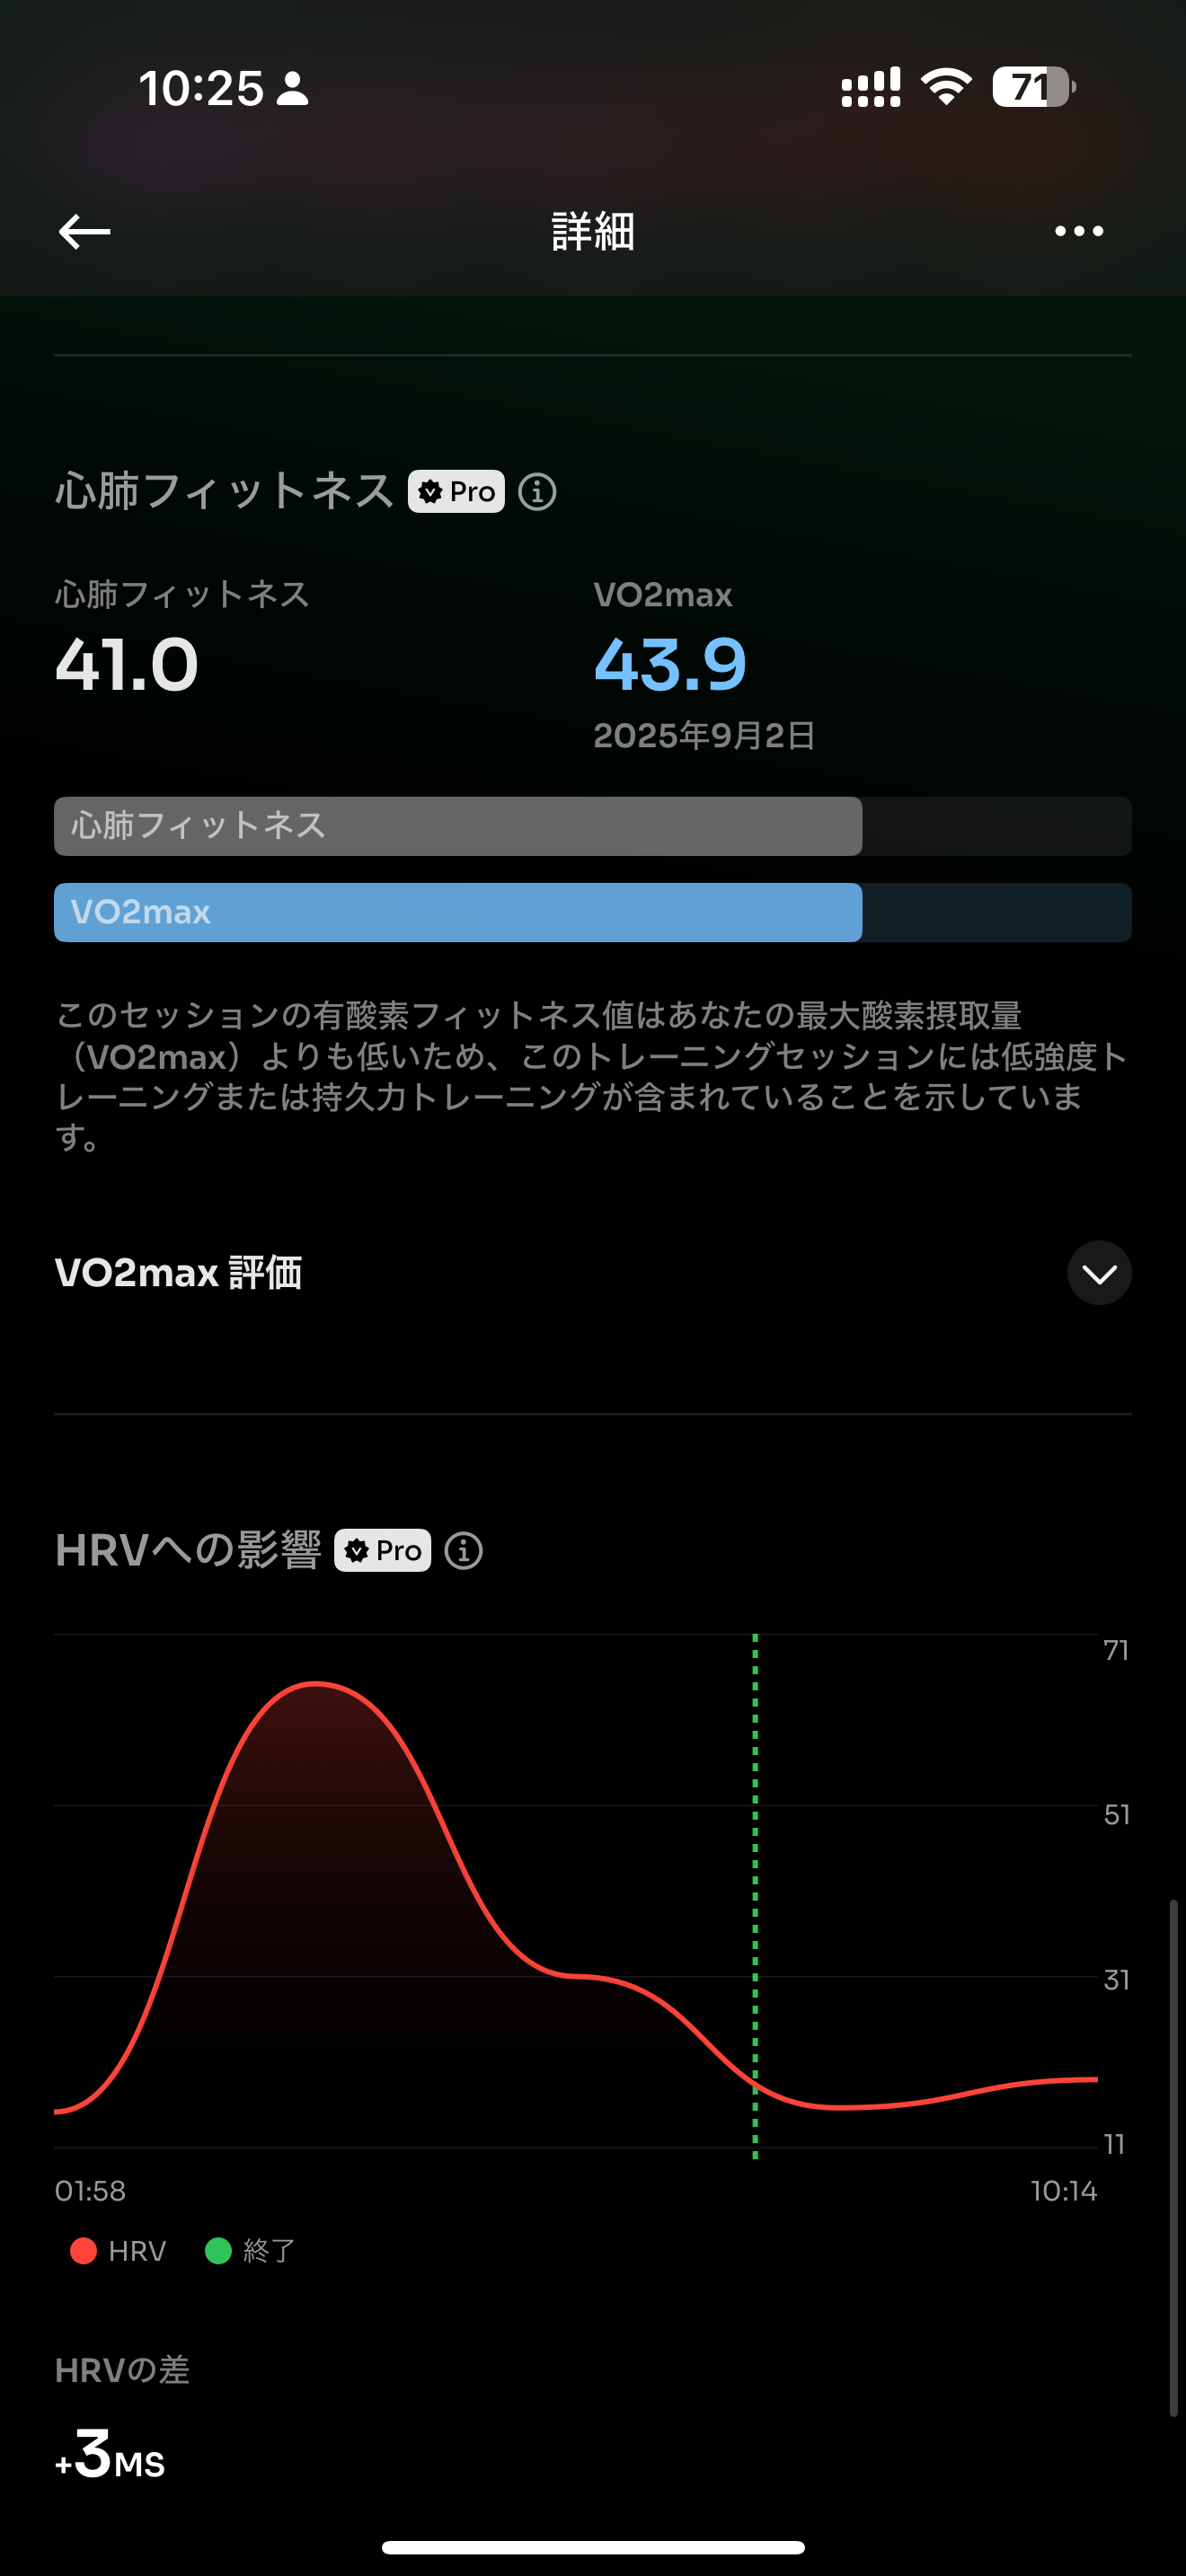 10:25
71
詳細
心肺フィットネス Pro
心肺フィットネス
VO2max
41.0
43.9
2025年9月2日
心肺フィットネス
VO2max
このセッションの有酸素フィットネス値はあなたの最大酸素摂取量
（VO2max）よりも低いため、このトレーニングセッションには低強度ト
レーニングまたは持久力トレーニングが含まれていることを示していま
す。
VO2max 評価
HRVへの影響 Pro
71
51
31
11
01:58
10:14
HRV
終了
HRVの差
+3MS